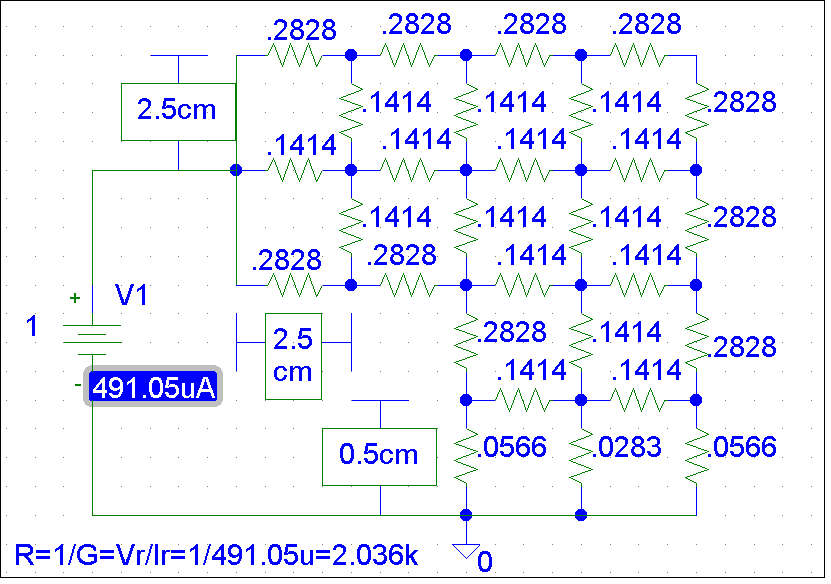 .2828 .2828 .2828 .2828
2.5cm .1414 .1414 .1414 .2828
.1414 .1414 .1414 .1414
.1414 .1414 .1414 .2828
.2828 .2828 .1414 .1414
+ V1
1
2.5
cm
.2828 .1414 .2828
.1414 .1414
- 491.05uA
0.5cm .0566 .0283 .0566
R=1/G=Vr/Ir=1/491.05u=2.036k
0